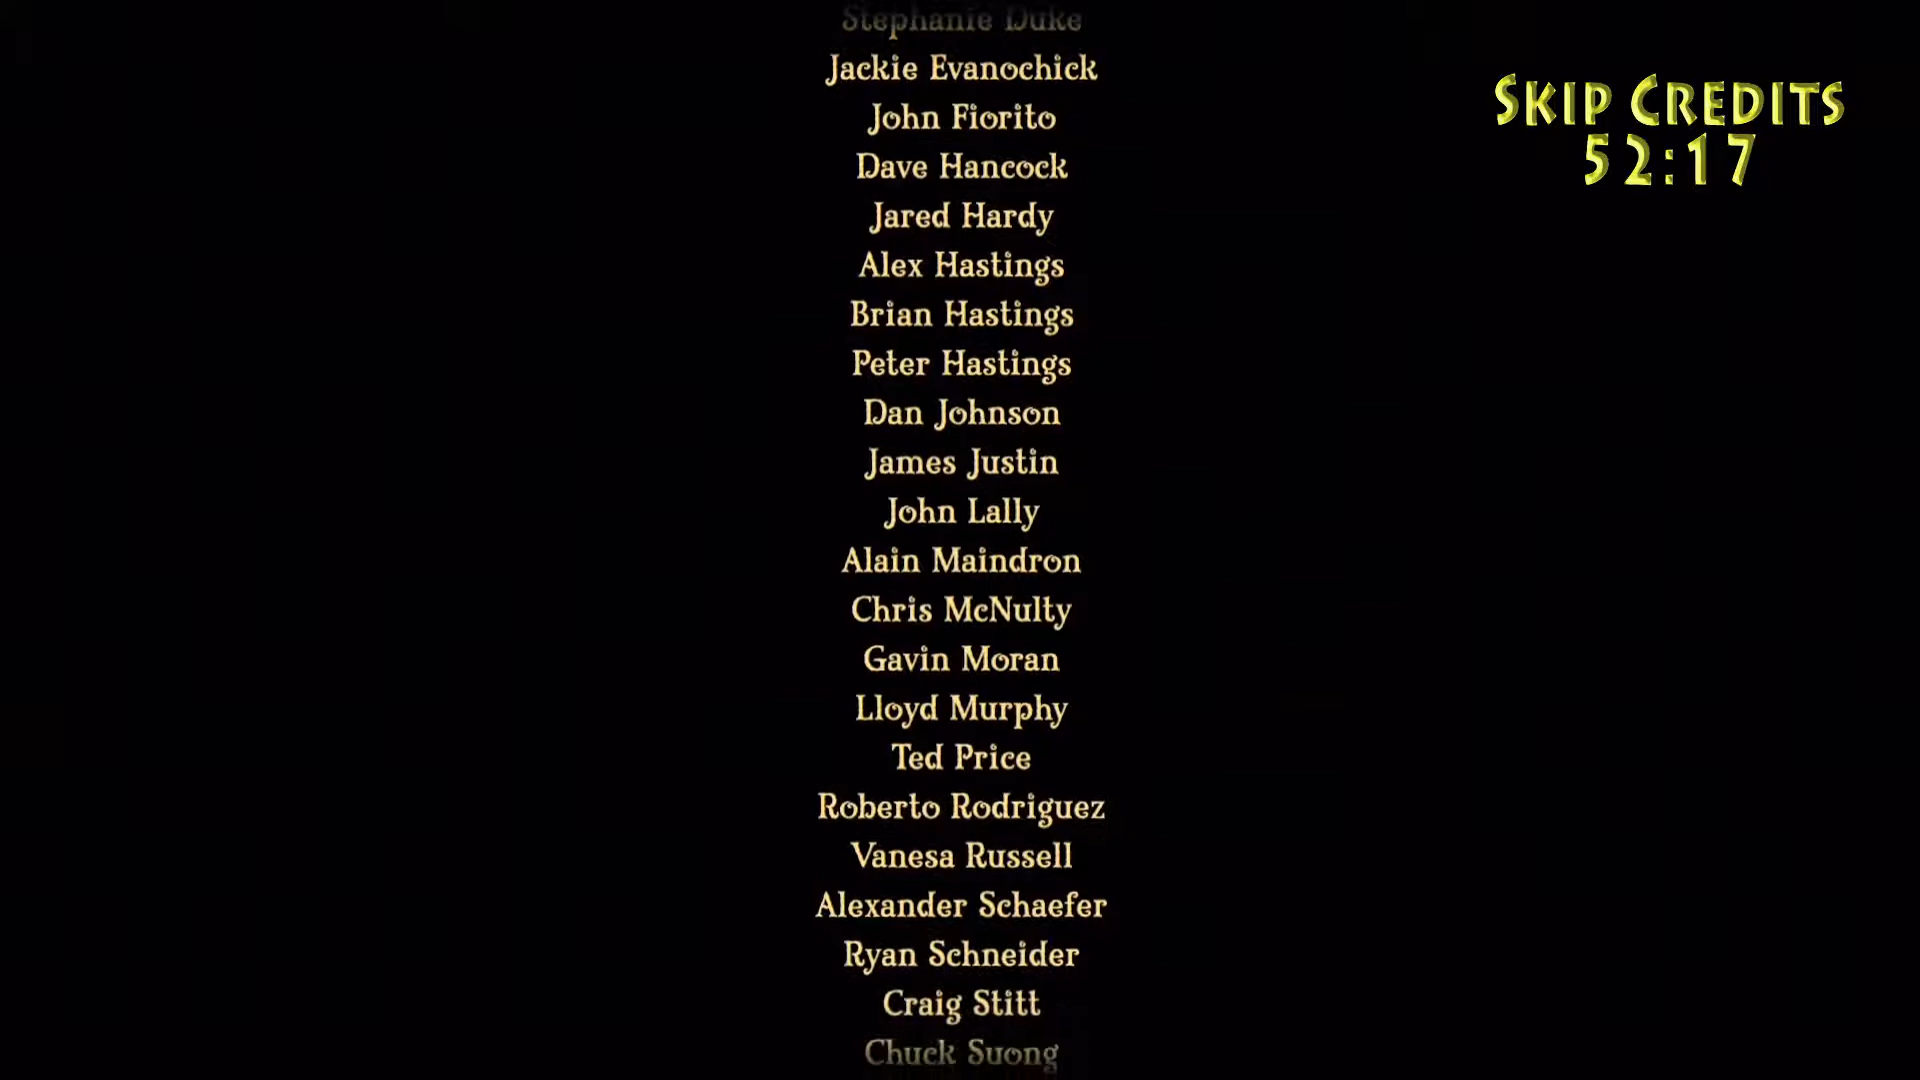 Stephanie Duke
Jackie Evanochick
John Fiorito
Dave Hancock
Jared Hardy
Alex Hastings
Brian Hastings
Peter Hastings
Dan Johnson
James Justin
John Lally
Alain Maindron
Chris McNulty
Gavin Moran
Lloyd Murphy
Ted Price
Roberto Rodriguez
Vanesa Russell
Alexander Schaefer
Ryan Schneider
Craig Stitt
Chuck Suong
Skip Credits
52:17